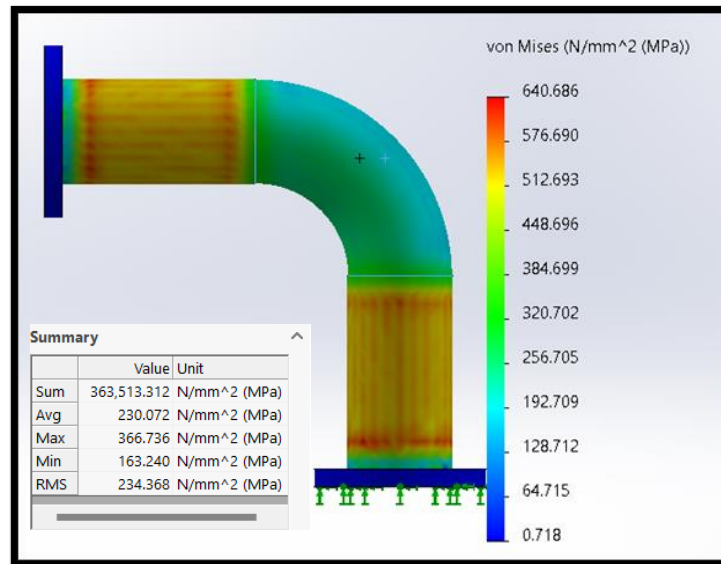 von Mises (N/mm^2 (MPa))
640.686
576.690
512.693
448.696
384.699
320.702
256.705
192.709
128.712
64.715
0.718
Summary
Value Unit
Sum 363,513.312 N/mm^2 (MPa)
Avg 230.072 N/mm^2 (MPa)
Max 366.736 N/mm^2 (MPa)
Min 163.240 N/mm^2 (MPa)
RMS 234.368 N/mm^2 (MPa)